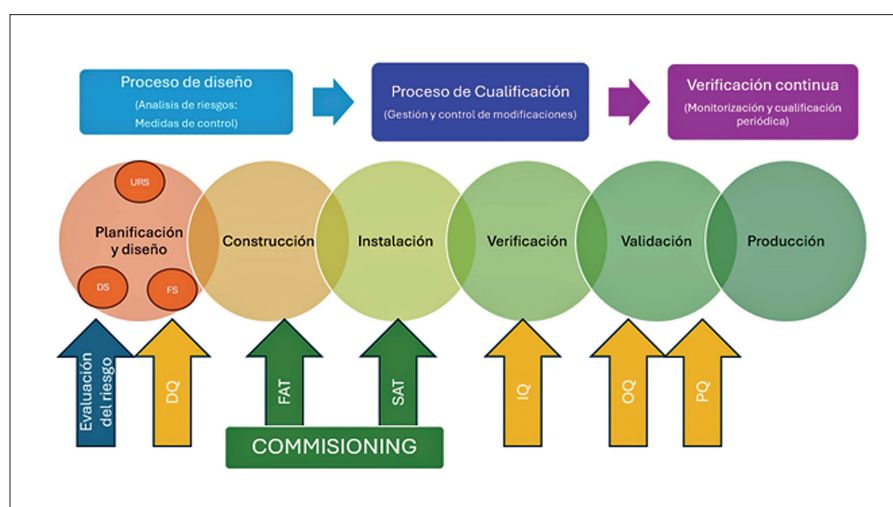 Proceso de diseño
(Analisis de riesgos:
Medidas de control)
Proceso de Cualificación
(Gestión y control de modificaciones)
Verificación continua
(Monitorización y cualificación
periódica)
URS
Planificación
y diseño
DS
FS
Construcción
Instalación
Verificación
Validación
Producción
Evaluación
del riesgo
DQ
FAT
SAT
IQ
OQ
PQ
COMMISIONING